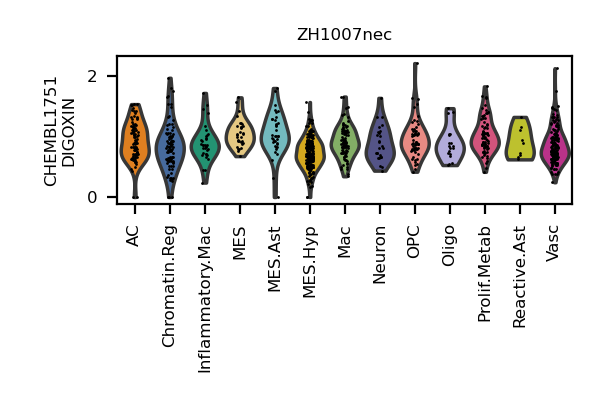 ZH1007nec
CHEMBL1751
DIGOXIN
2
0
AC
Chromatin.Reg
Inflammatory.Mac
MES
MES.Ast
MES.Hyp
Mac
Neuron
OPC
Oligo
Prolif.Metab
Reactive.Ast
Vasc